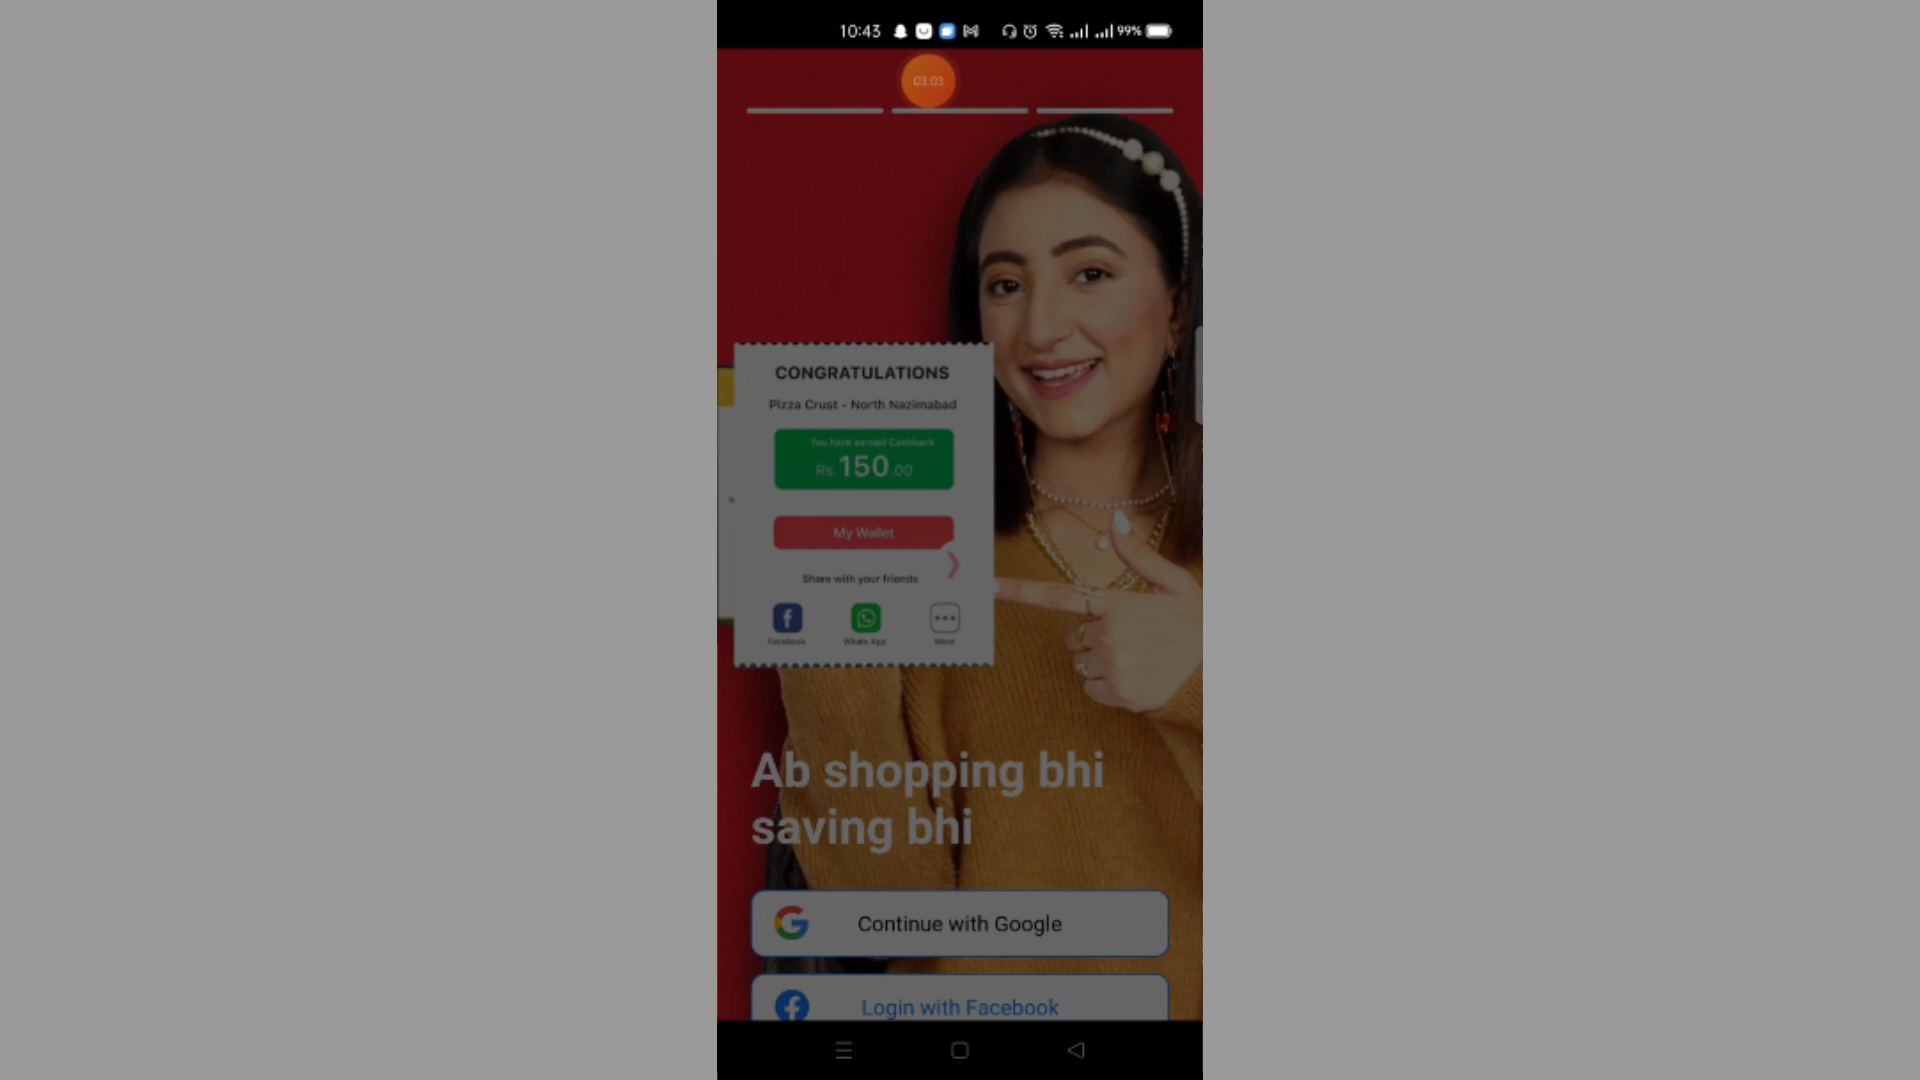 10:43
99%
03:03
CONGRATULATIONS
Pizza Crust - North Nazimabad
You have earned Cashback
Rs.150.00
My Wallet
Share with your friends
Facebook
Whats App
More
Ab shopping bhi
saving bhi
Continue with Google
Login with Facebook